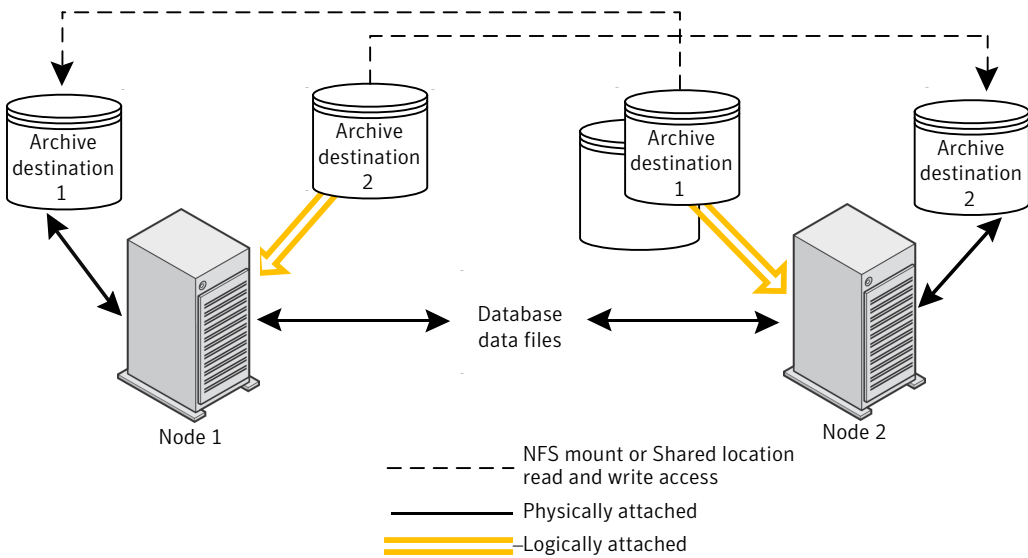 Archive
destination
1
Archive
destination
2
Archive
destination
1
Archive
destination
2
Database
data files
Node 1
Node 2
NFS mount or Shared location
read and write access
Physically attached
Logically attached